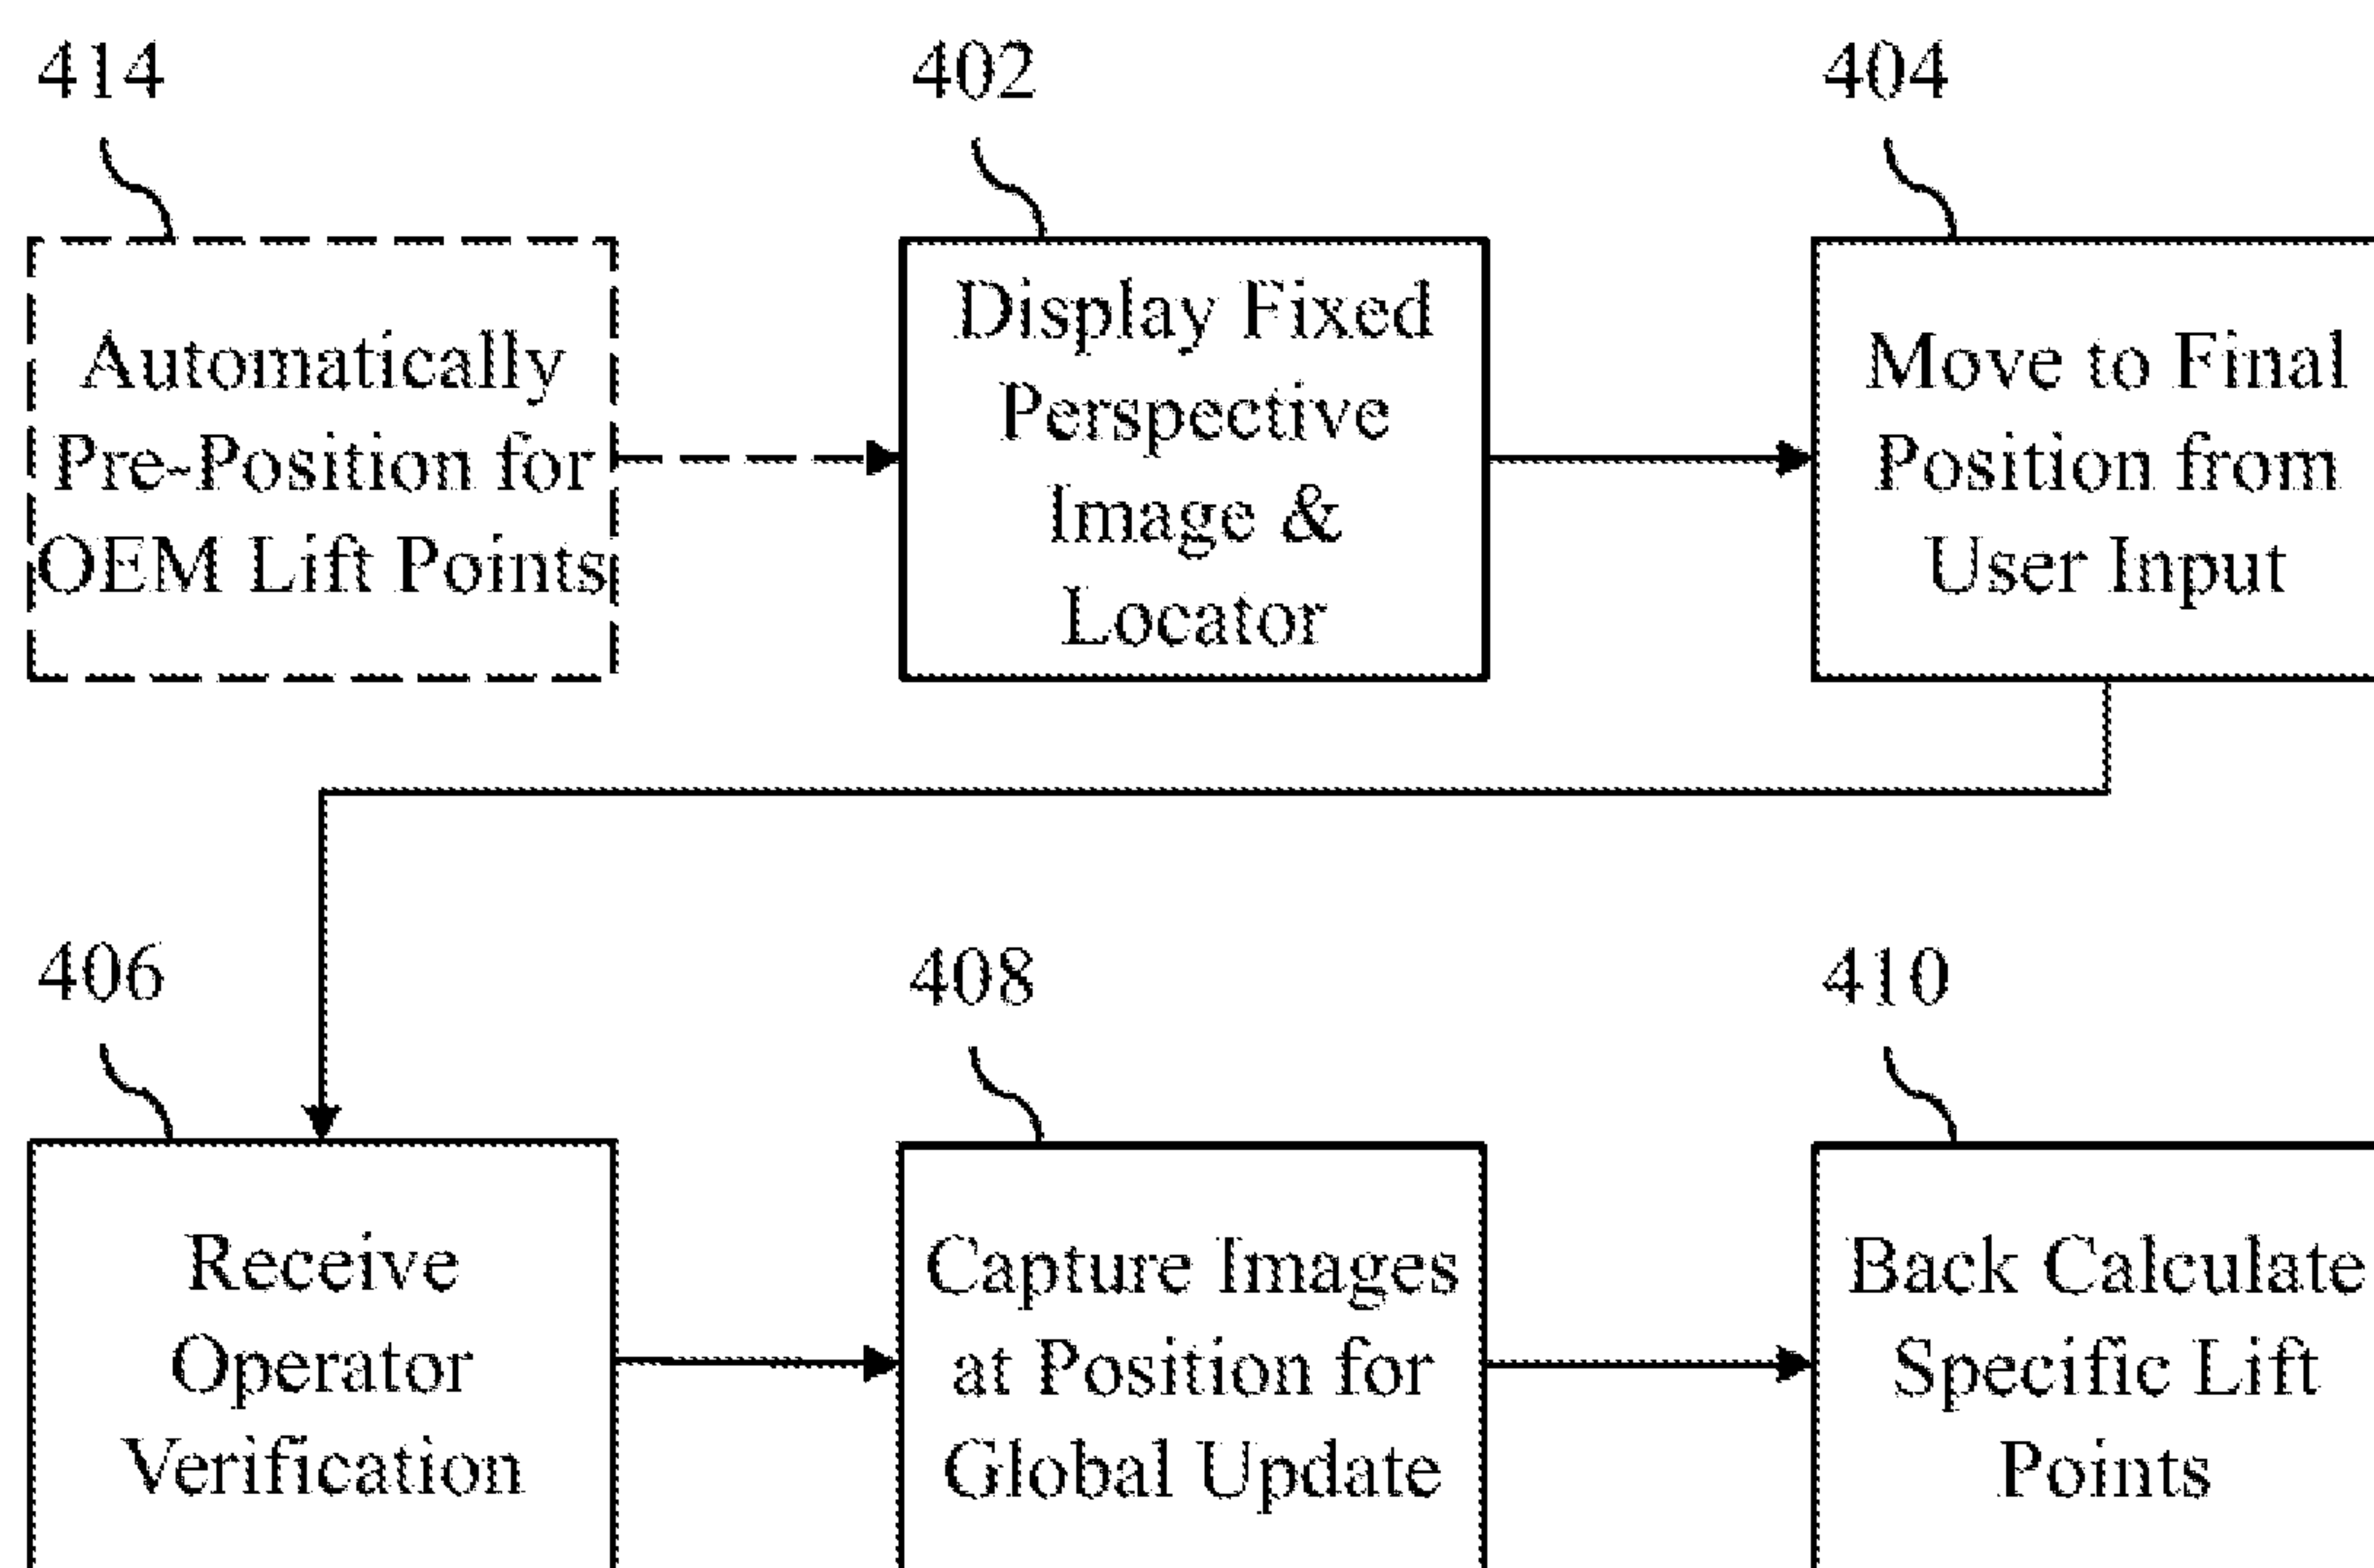 414
402
404
Automatically
Pre-Position for
OEM Lift Points
Display Fixed
Perspective
Image &
Locator
Move to Final
Position from
User Input
406
408
410
Receive
Operator
Verification
Capture Images
at Position for
Global Update
Back Calculate
Specific Lift
Points